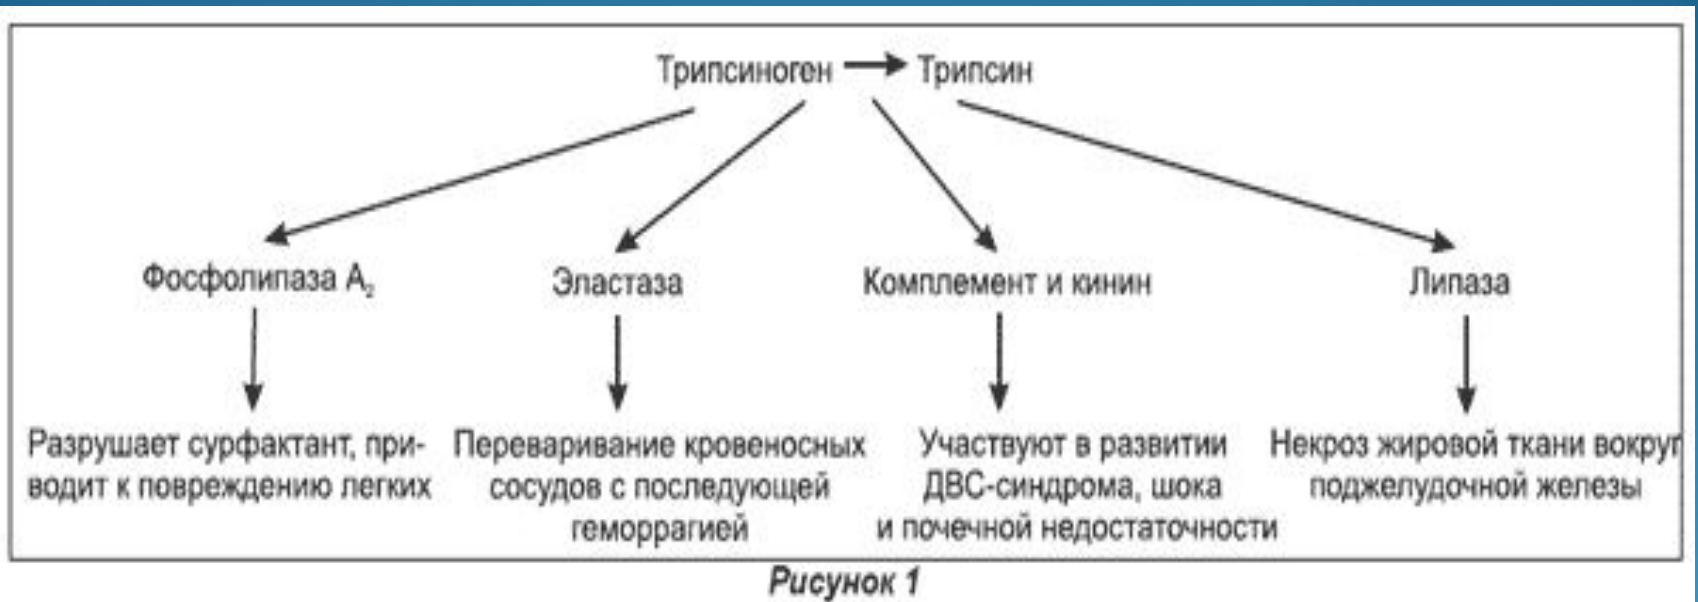 Трипсиноген Трипсин
Фосфолипаза А₂ Эластаза Комплемент и кинин Липаза
Разрушает сурфактант, при-
водит к повреждению легких
Переваривание кровеносных
сосудов с последующей
геморрагией
Участвуют в развитии
ДВС-синдрома, шока
и почечной недостаточности
Некроз жировой ткани вокруг
поджелудочной железы
Рисунок 1